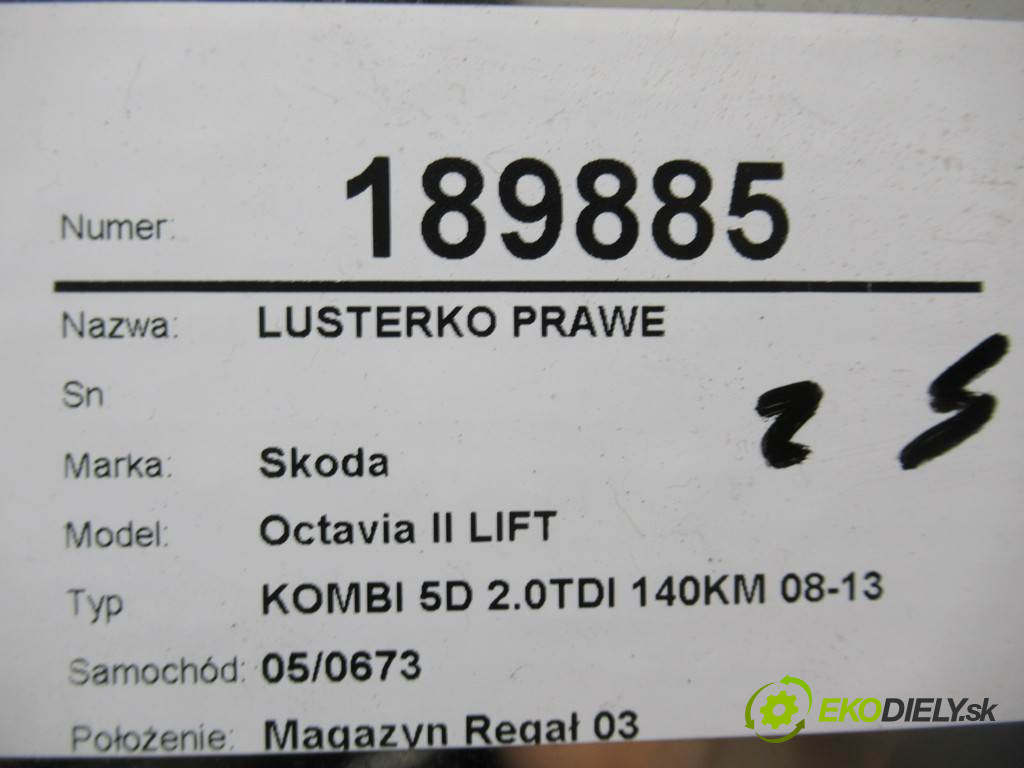 Numer: 189885
Nazwa: LUSTERKO PRAWE
Sn
2 5
Marka: Skoda
Model: Octavia II LIFT
Typ KOMBI 5D 2.0TDI 140KM 08-13
Samochód: 05/0673
Położenie: Magazyn Regał 03
EKODIELY.sk